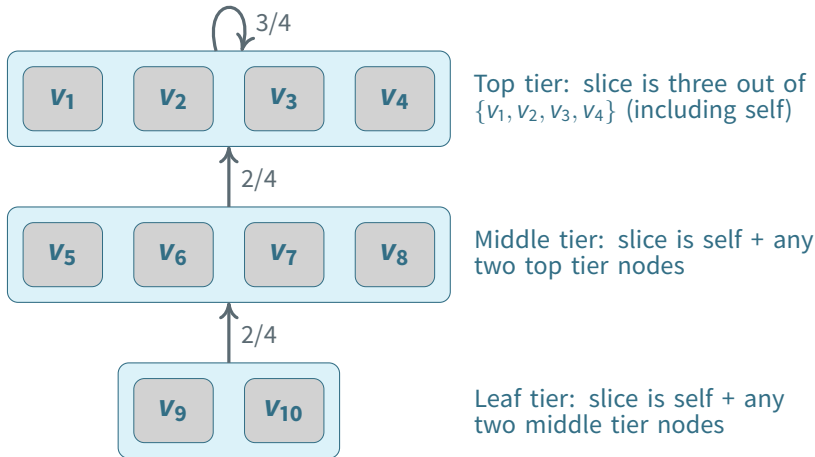 3/4
v₁ v₂ v₃ v₄
Top tier: slice is three out of
{v₁, v₂, v₃, v₄} (including self)
2/4
v₅ v₆ v₇ v₈
Middle tier: slice is self + any
two top tier nodes
2/4
v₉ v₁₀
Leaf tier: slice is self + any
two middle tier nodes